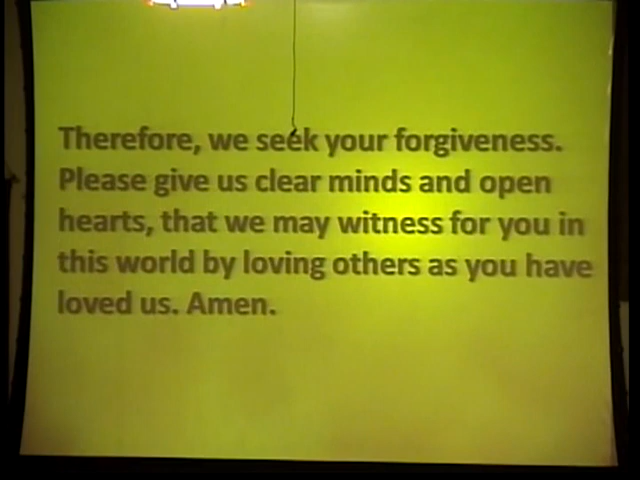 Therefore, we seek your forgiveness.
Please give us clear minds and open
hearts, that we may witness for you in
this world by loving others as you have
loved us. Amen.